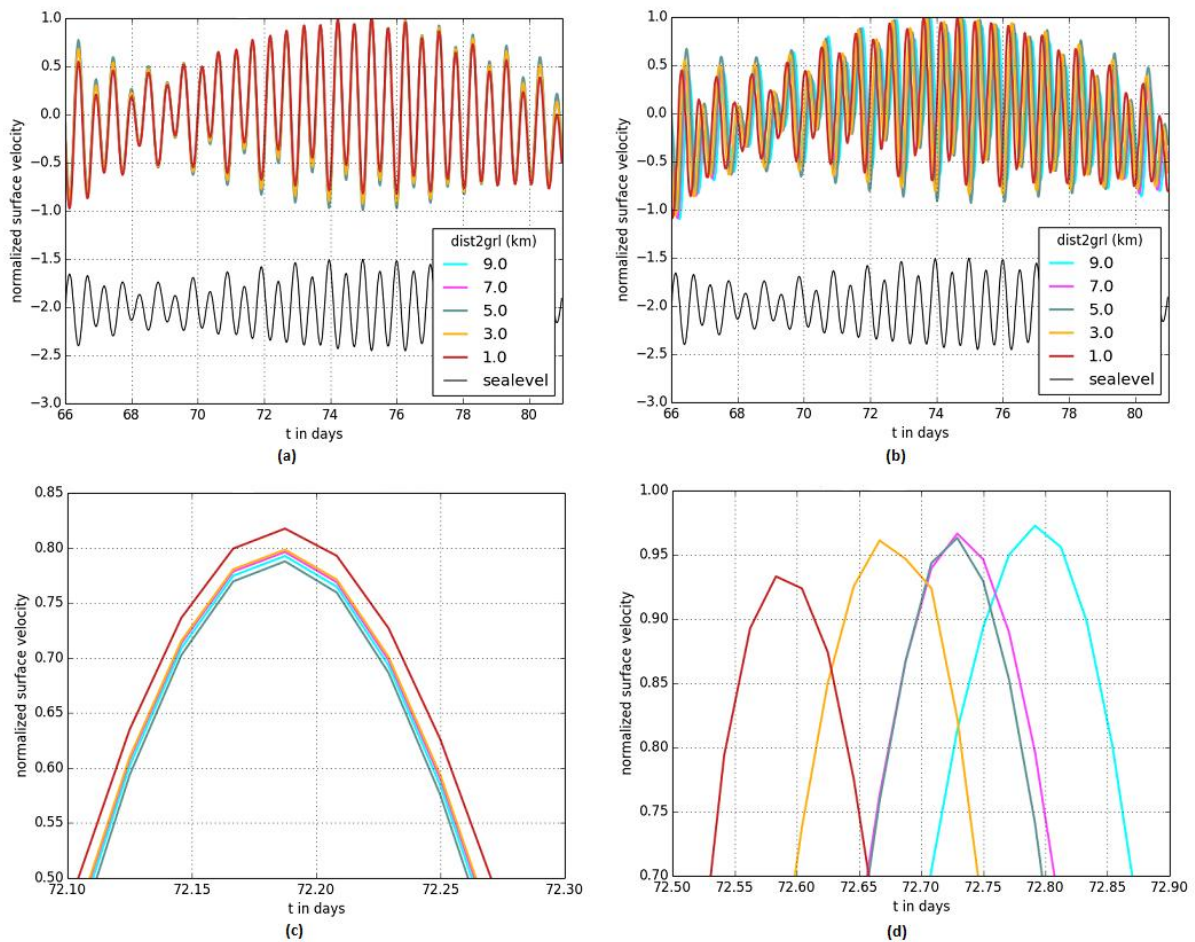 1.0
0.5
0.0
−0.5
−1.0
−1.5
−2.0
−2.5
−3.0
normalized surface velocity
66 68 70 72 74 76 78 80
t in days
dist2grl (km)
9.0
7.0
5.0
3.0
1.0
sealevel
(a)
1.0
0.5
0.0
−0.5
−1.0
−1.5
−2.0
−2.5
−3.0
normalized surface velocity
66 68 70 72 74 76 78 80
t in days
dist2grl (km)
9.0
7.0
5.0
3.0
1.0
sealevel
(b)
0.85
0.80
0.75
0.70
0.65
0.60
0.55
0.50
normalized surface velocity
72.10 72.15 72.20 72.25 72.30
t in days
(c)
1.00
0.95
0.90
0.85
0.80
0.75
0.70
normalized surface velocity
72.50 72.55 72.60 72.65 72.70 72.75 72.80 72.85 72.90
t in days
(d)